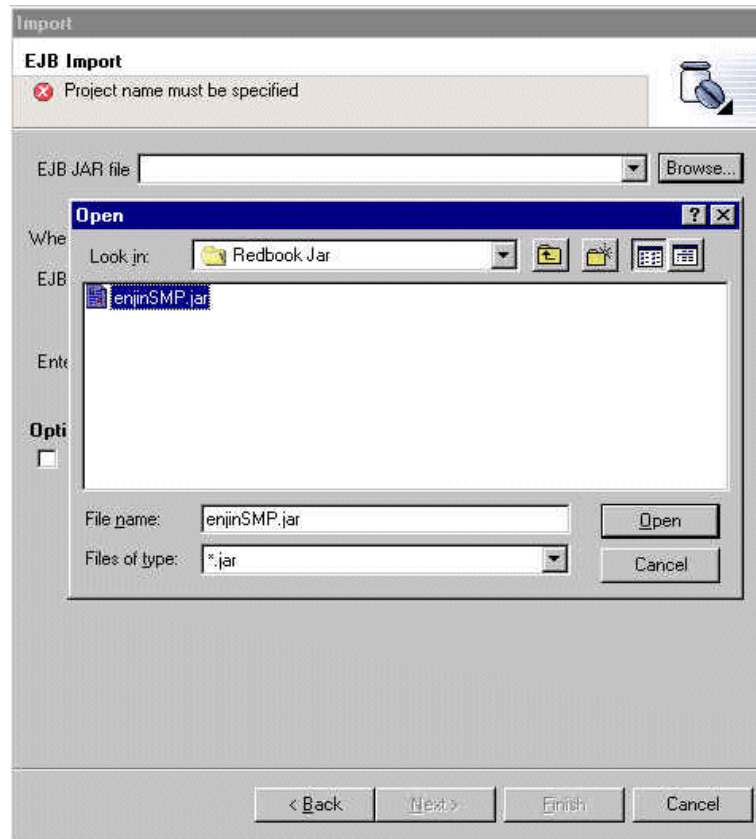 Import
EJB Import
Project name must be specified
EJB JAR file Browse...
Open
Whe
Look in: Redbook Jar
EJB
enjinSMP.jar
Ente
Opti
File name: enjinSMP.jar Open
Files of type: *.jar Cancel
< Back Next > Finish Cancel